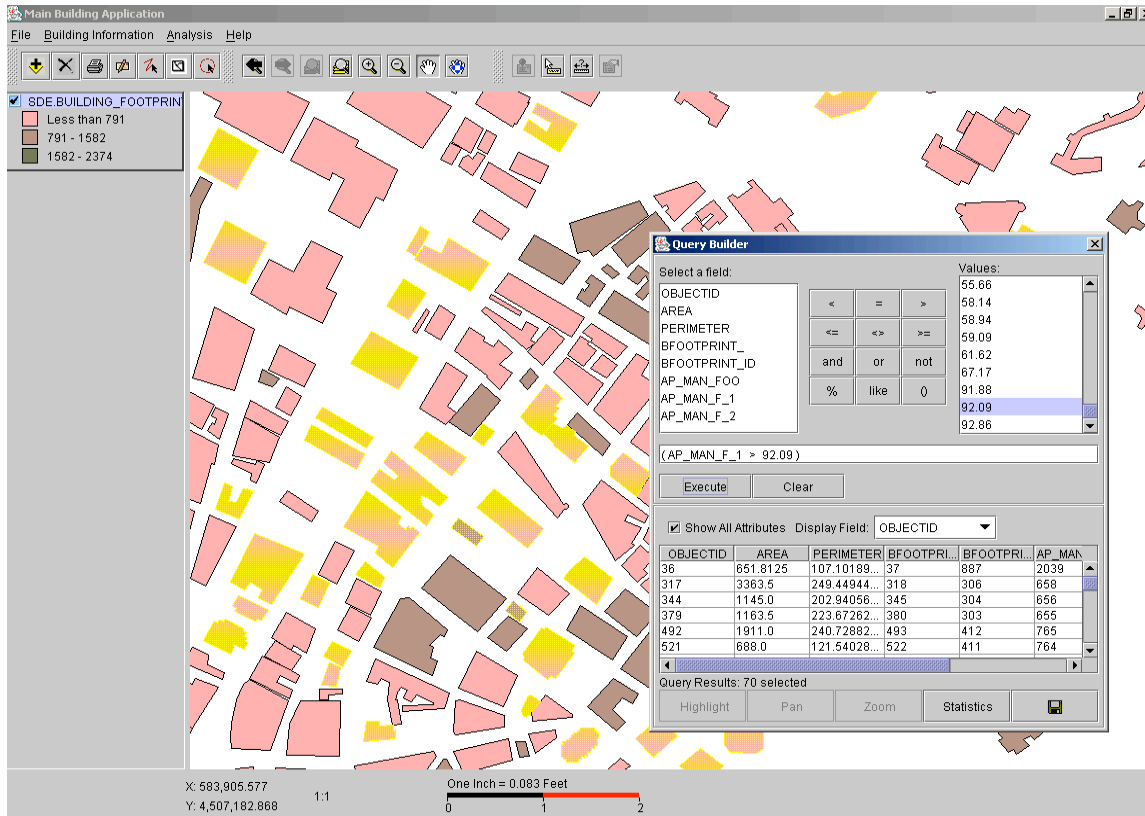 Main Building Application
File Building Information Analysis Help
SDE.BUILDING_FOOTPRIN
Less than 791
791 - 1582
1582 - 2374
Query Builder
Select a field:
Values:
OBJECTID
AREA
PERIMETER
BFOOTPRINT_
BFOOTPRINT_ID
AP_MAN_FOO
AP_MAN_F_1
AP_MAN_F_2
< = >
<= <> >=
and or not
% like ()
55.66
58.14
58.94
59.09
61.62
67.17
91.88
92.09
92.86
( AP_MAN_F_1 > 92.09 )
Execute Clear
Show All Attributes Display Field: OBJECTID
OBJECTID AREA PERIMETER BFOOTPRI... BFOOTPRI... AP_MAN
36 651.8125 107.10189... 37 887 2039
317 3363.5 249.44944... 318 306 658
344 1145.0 202.94056... 345 304 656
379 1163.5 223.67262... 380 303 655
492 1911.0 240.72882... 493 412 765
521 688.0 121.54028... 522 411 764
Query Results: 70 selected
Highlight Pan Zoom Statistics
X: 583,905.577
Y: 4,507,182.868
1:1
One Inch = 0.083 Feet
0 1 2